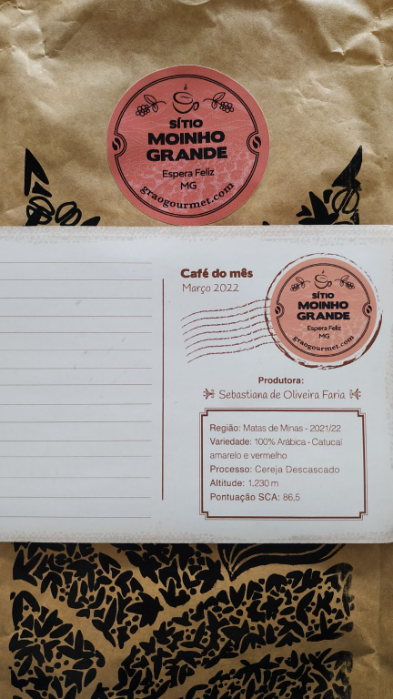 SÍTIO
MOINHO
GRANDE
Espera Feliz
MG
graogourmet.com
Café do mês
Março 2022
SÍTIO
MOINHO
GRANDE
Espera Feliz
MG
graogourmet.com
Produtora:
Sebastiana de Oliveira Faria
Região: Matas de Minas - 2021/22
Variedade: 100% Arábica - Catucaí
amarelo e vermelho
Processo: Cereja Descascado
Altitude: 1.230 m
Pontuação SCA: 86,5